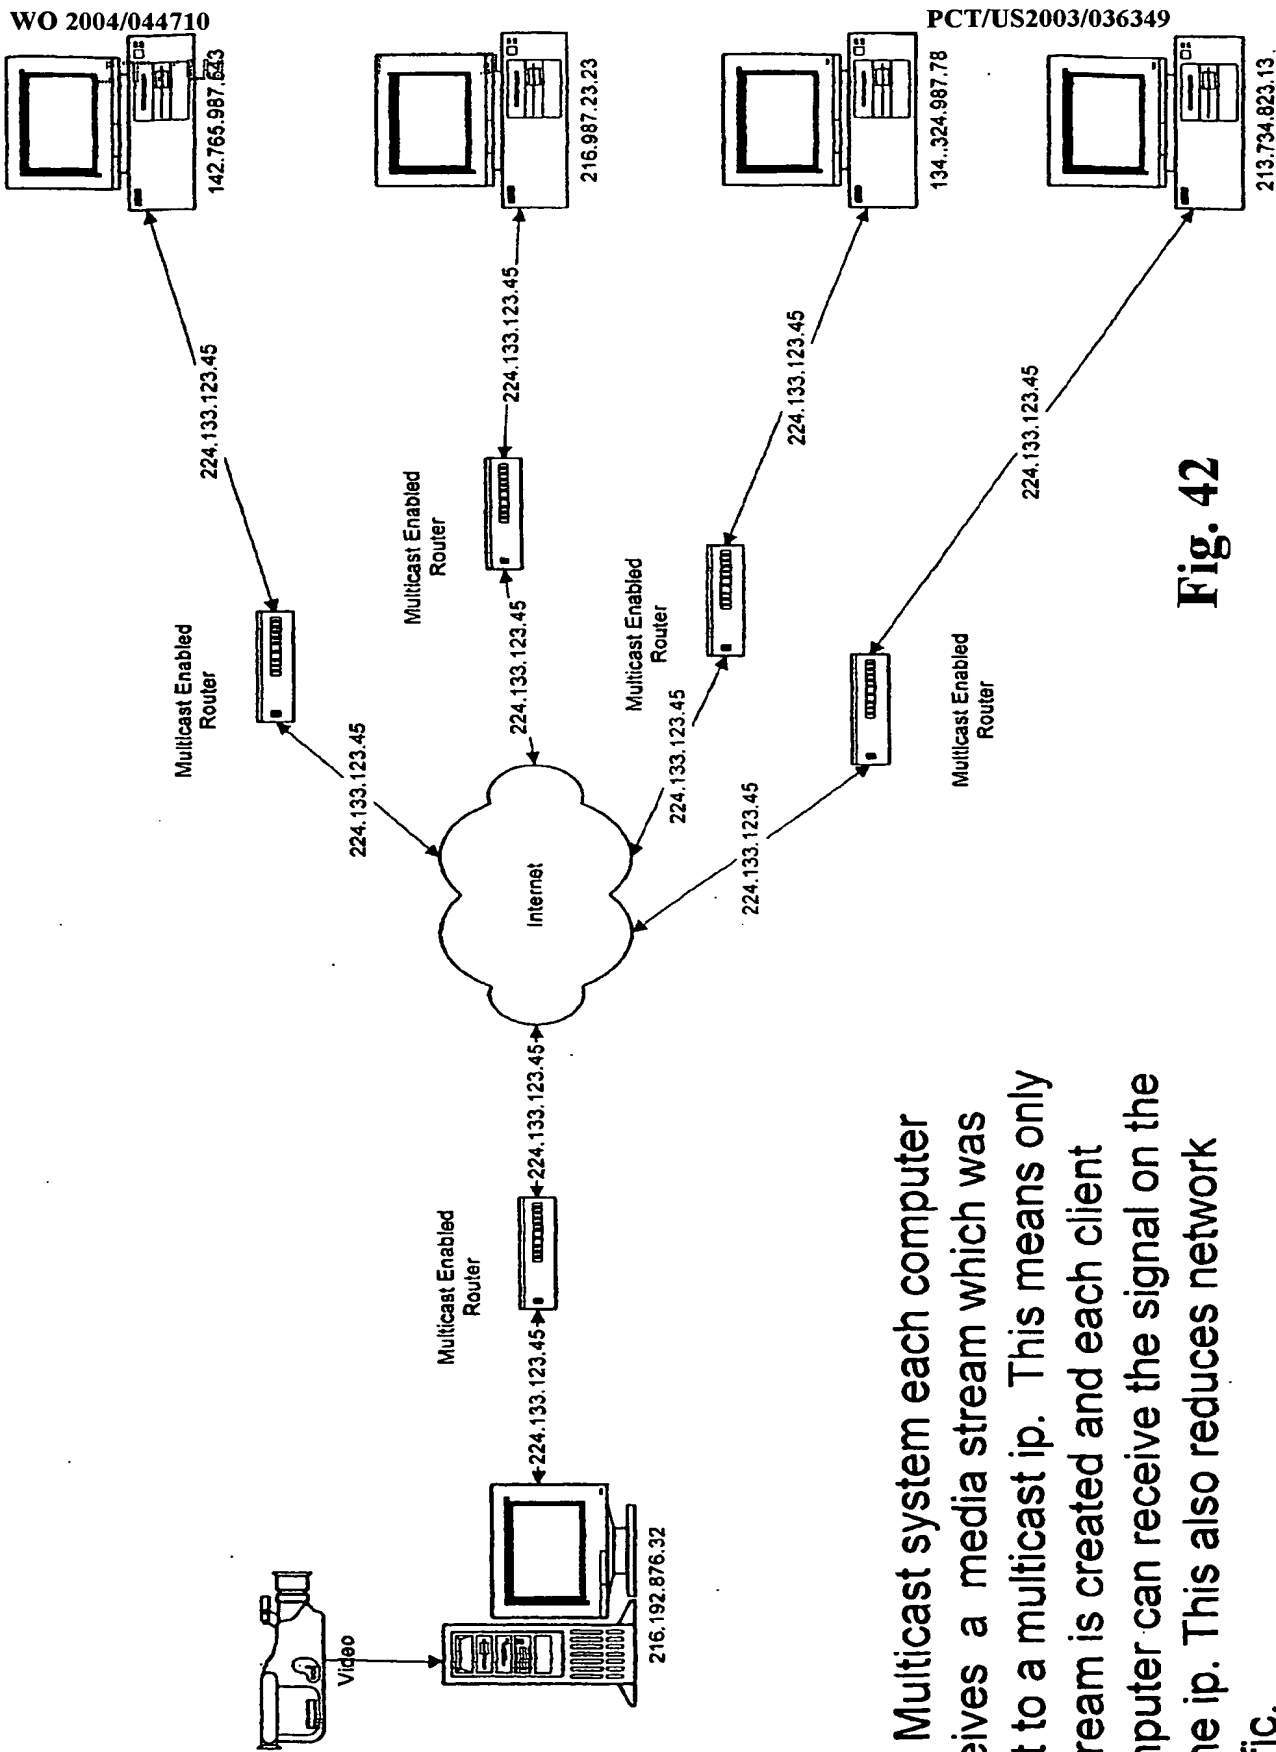 WO 2004/044710
PCT/US2003/036349
Video
216.192.876.32
224.133.123.45
Multicast Enabled
Router
224.133.123.45
Internet
224.133.123.45
Multicast Enabled
Router
224.133.123.45
142.765.987.543
224.133.123.45
Multicast Enabled
Router
224.133.123.45
216.987.23.23
224.133.123.45
Multicast Enabled
Router
224.133.123.45
134..324.987.78
224.133.123.45
Multicast Enabled
Router
224.133.123.45
213.734.823.13.
Multicast system each computer
eives a media stream which was
t to a multicast ip. This means only
ream is created and each client
nputer can receive the signal on the
ne ip. This also reduces network
fic.
Fig. 42